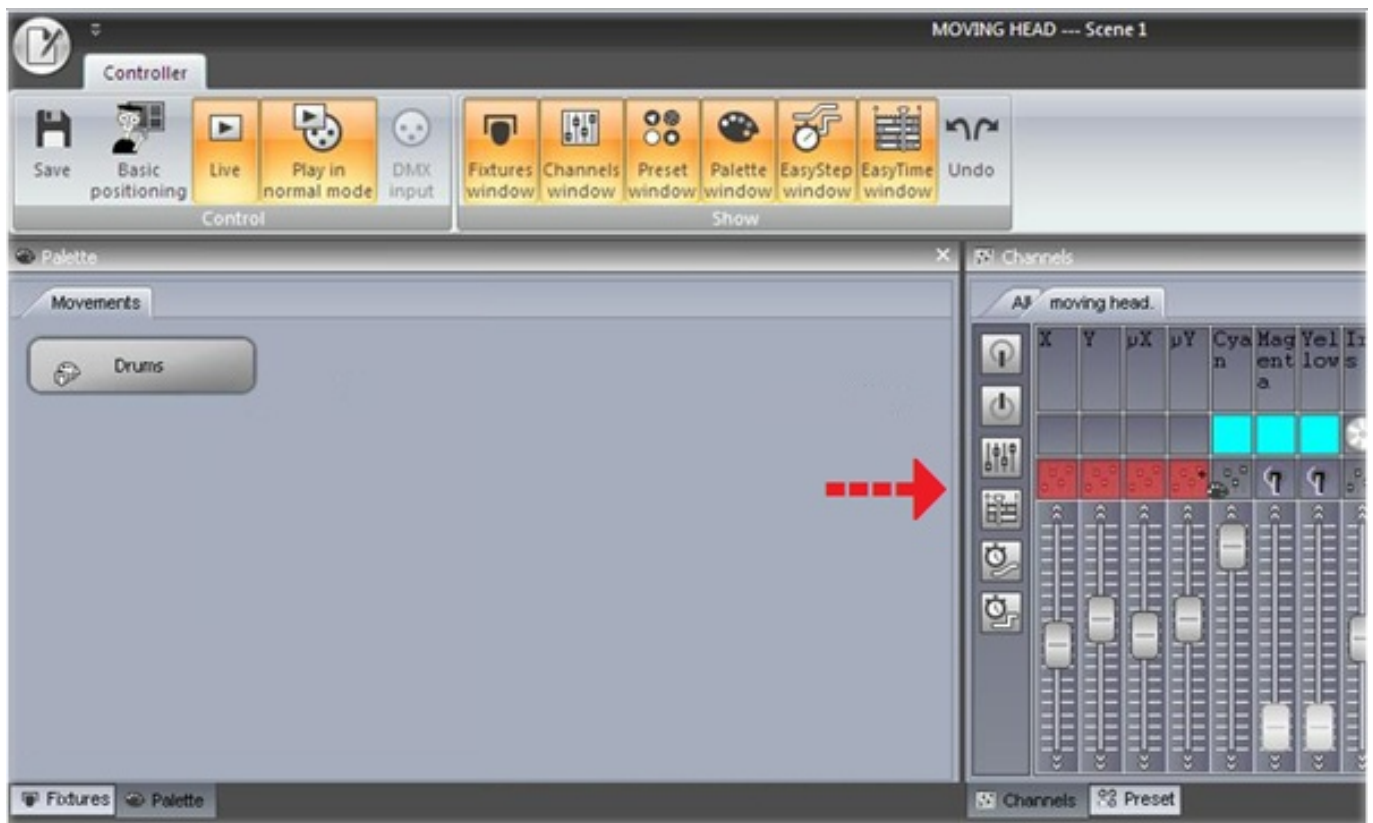 MOVING HEAD --- Scene 1
Controller
Save
Basic
positioning
Live
Play in
normal mode
DMX
input
Fixtures
window
Channels
window
Preset
window
Palette
window
EasyStep
window
EasyTime
window
Undo
Control
Show
Palette
Channels
Movements
All
moving head.
Drums
X Y µX µY Cya Mag Yel
n ent low s
a
Fixtures
Palette
Channels
Preset